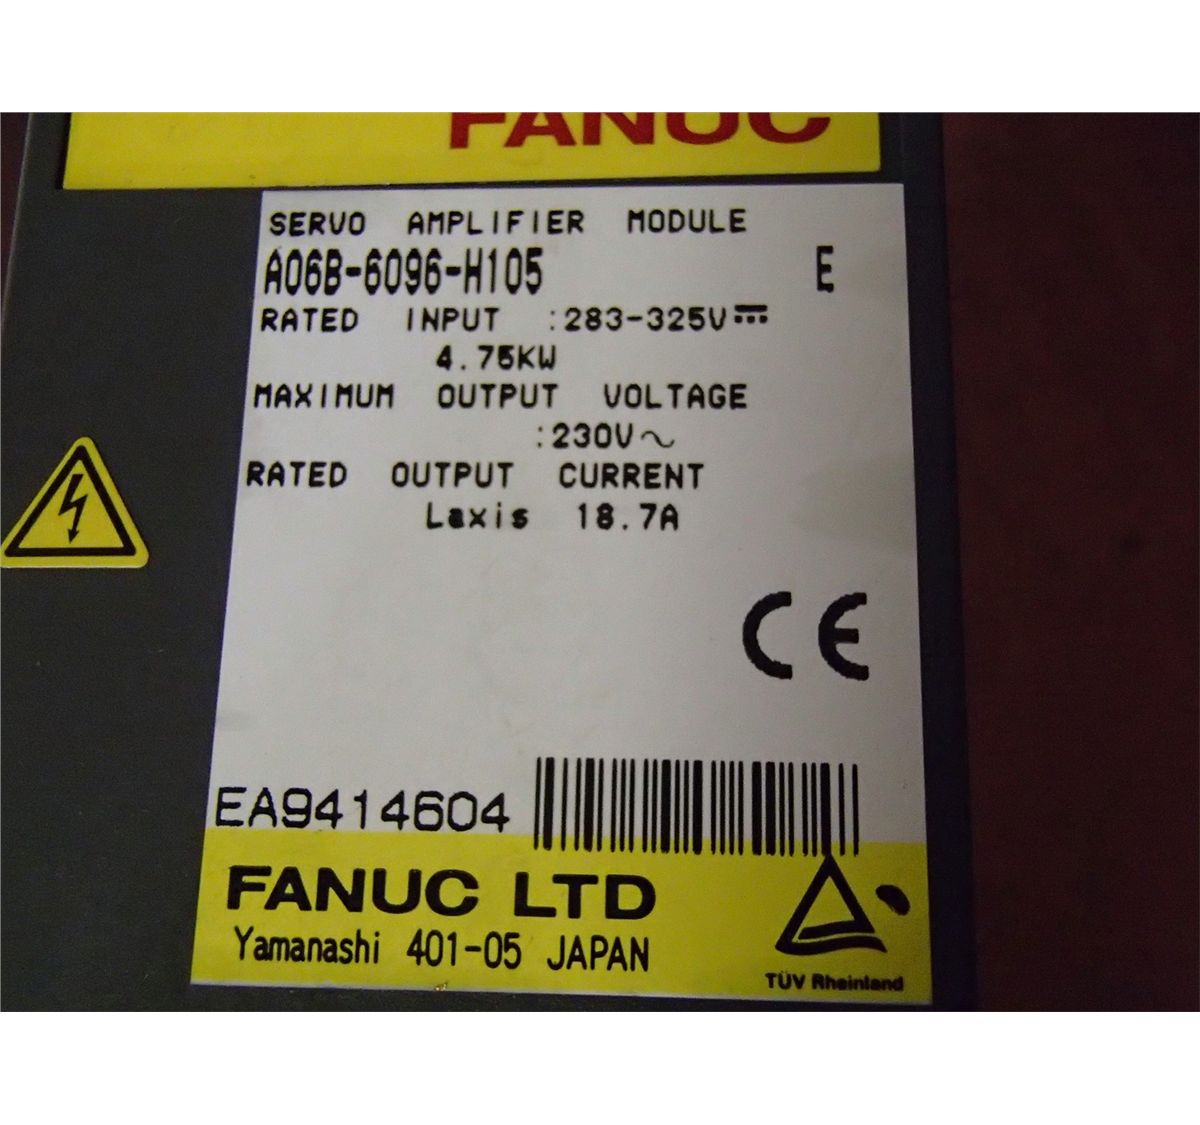 FANUC
SERVO AMPLIFIER MODULE
A06B-6096-H105 E
RATED INPUT :283-325V⎓
4.75KW
MAXIMUM OUTPUT VOLTAGE
:230V~
RATED OUTPUT CURRENT
Laxis 18.7A
CE
EA9414604
FANUC LTD
Yamanashi 401-05 JAPAN
TÜV Rheinland